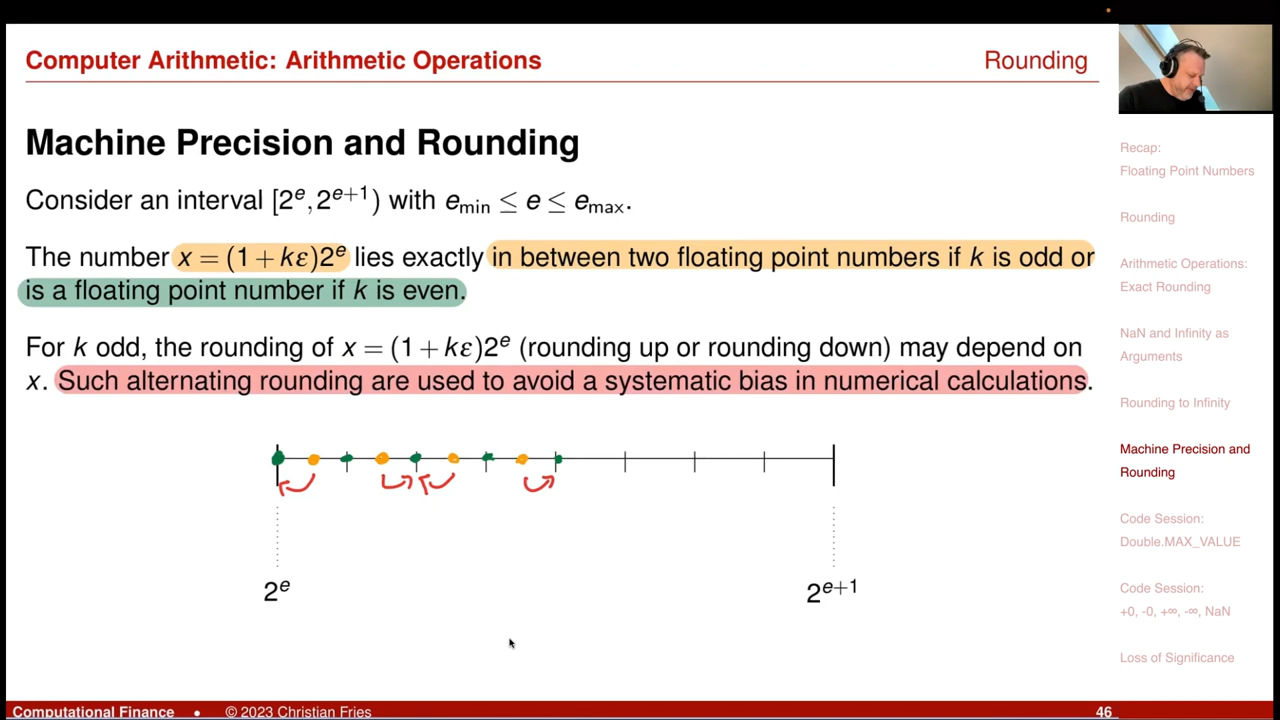 Computer Arithmetic: Arithmetic Operations
Rounding
Machine Precision and Rounding
Consider an interval [2^e, 2^{e+1}) with e_min ≤ e ≤ e_max.
The number x = (1 + kε)2^e lies exactly in between two floating point numbers if k is odd or
is a floating point number if k is even.
For k odd, the rounding of x = (1 + kε)2^e (rounding up or rounding down) may depend on
x. Such alternating rounding are used to avoid a systematic bias in numerical calculations.
2^e
2^{e+1}
Recap:
Floating Point Numbers
Rounding
Arithmetic Operations:
Exact Rounding
NaN and Infinity as
Arguments
Rounding to Infinity
Machine Precision and
Rounding
Code Session:
Double.MAX_VALUE
Code Session:
+0, -0, +∞, -∞, NaN
Loss of Significance
Computational Finance • © 2023 Christian Fries
46